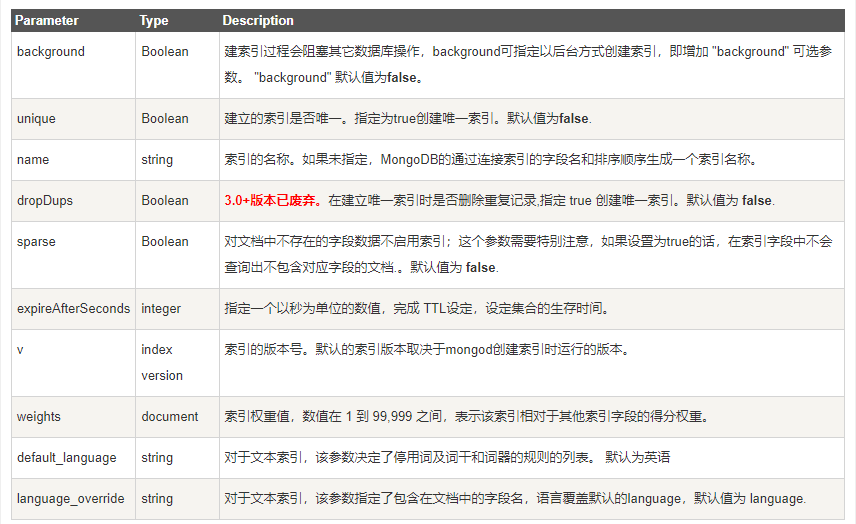 Parameter Type Description
background Boolean 建索引过程会阻塞其它数据库操作，background可指定以后台方式创建索引，即增加 "background" 可选参
数。 "background" 默认值为false。
unique Boolean 建立的索引是否唯一。指定为true创建唯一索引。默认值为false.
name string 索引的名称。如果未指定，MongoDB的通过连接索引的字段名和排序顺序生成一个索引名称。
dropDups Boolean 3.0+版本已废弃。在建立唯一索引时是否删除重复记录,指定 true 创建唯一索引。默认值为 false.
sparse Boolean 对文档中不存在的字段数据不启用索引；这个参数需要特别注意，如果设置为true的话，在索引字段中不会
查询出不包含对应字段的文档.。默认值为 false.
expireAfterSeconds integer 指定一个以秒为单位的数值，完成 TTL设定，设定集合的生存时间。
v index 索引的版本号。默认的索引版本取决于mongod创建索引时运行的版本。
version
weights document 索引权重值，数值在 1 到 99,999 之间，表示该索引相对于其他索引字段的得分权重。
default_language string 对于文本索引，该参数决定了停用词及词干和词器的规则的列表。 默认为英语
language_override string 对于文本索引，该参数指定了包含在文档中的字段名，语言覆盖默认的language，默认值为 language.